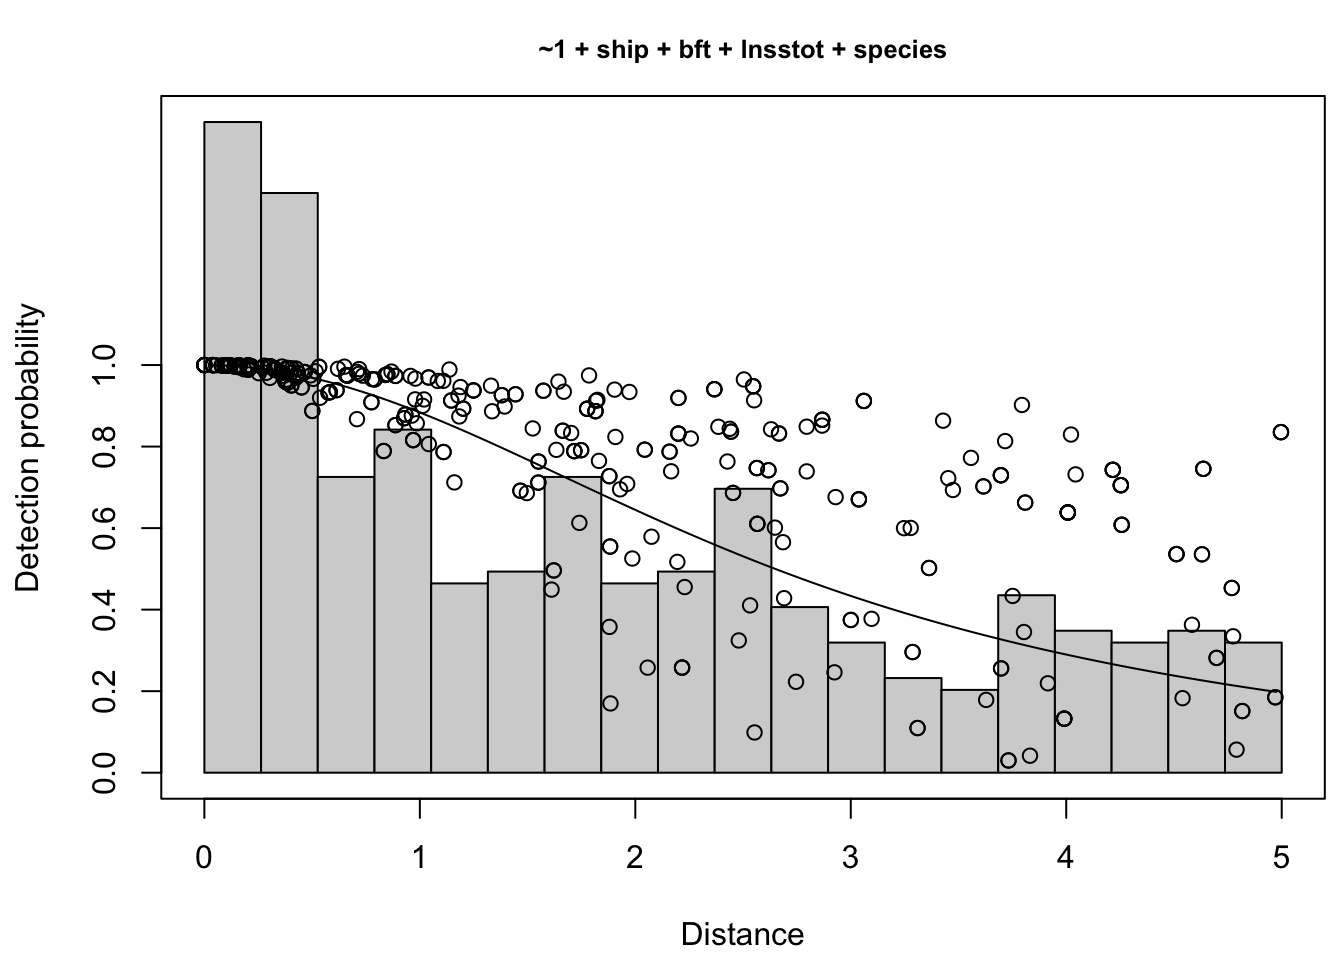 ~1 + ship + bft + lnsstot + species
Detection probability
1.0
0.8
0.6
0.4
0.2
0.0
0 1 2 3 4 5
Distance